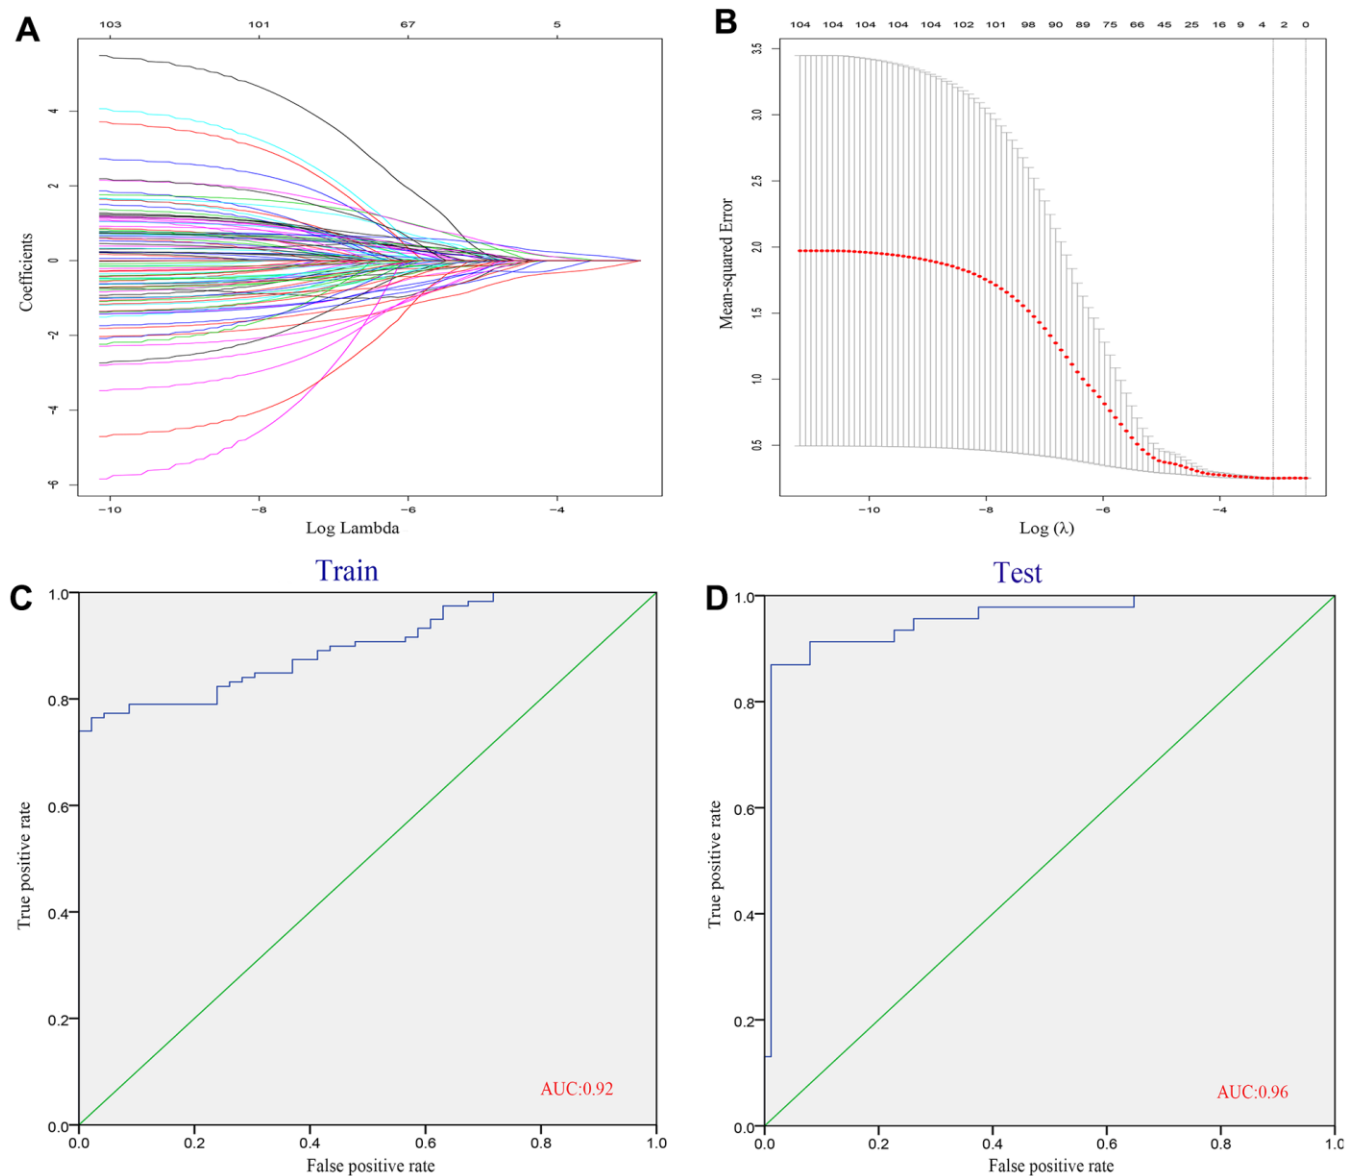 A
103 101 67 5
Coefficients
4
2
0
-2
-4
-6
-10 -8 -6 -4
Log Lambda
B
104 104 104 104 104 102 101 98 90 89 75 66 45 25 16 9 4 2 0
Mean-squared Error
3.5
3.0
2.5
2.0
1.5
1.0
0.5
-10 -8 -6 -4
Log (λ)
C
Train
True positive rate
1.0
0.8
0.6
0.4
0.2
0.0
AUC:0.92
0.0 0.2 0.4 0.6 0.8 1.0
False positive rate
D
Test
True positive rate
1.0
0.8
0.6
0.4
0.2
0.0
AUC:0.96
0.0 0.2 0.4 0.6 0.8 1.0
False positive rate